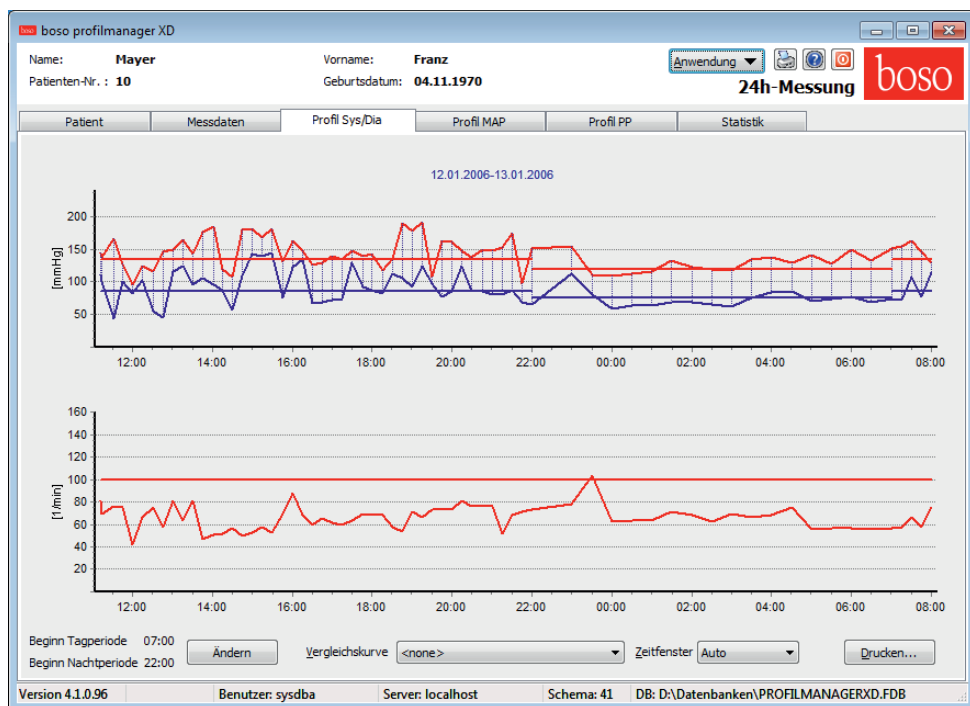 boso boso profilmanager XD
Name: Mayer Vorname: Franz Anwendung
Patienten-Nr. : 10 Geburtsdatum: 04.11.1970 24h-Messung boso
Patient Messdaten Profil Sys/Dia Profil MAP Profil PP Statistik
12.01.2006-13.01.2006
200
150
[mmHg]
100
50
12:00 14:00 16:00 18:00 20:00 22:00 00:00 02:00 04:00 06:00 08:00
160
140
120
100
80
[1/min]
60
40
20
12:00 14:00 16:00 18:00 20:00 22:00 00:00 02:00 04:00 06:00 08:00
Beginn Tagperiode 07:00
Ändern Vergleichskurve <none> Zeitfenster Auto Drucken...
Beginn Nachtperiode 22:00
Version 4.1.0.96 Benutzer: sysdba Server: localhost Schema: 41 DB: D:\Datenbanken\PROFILMANAGERXD.FDB